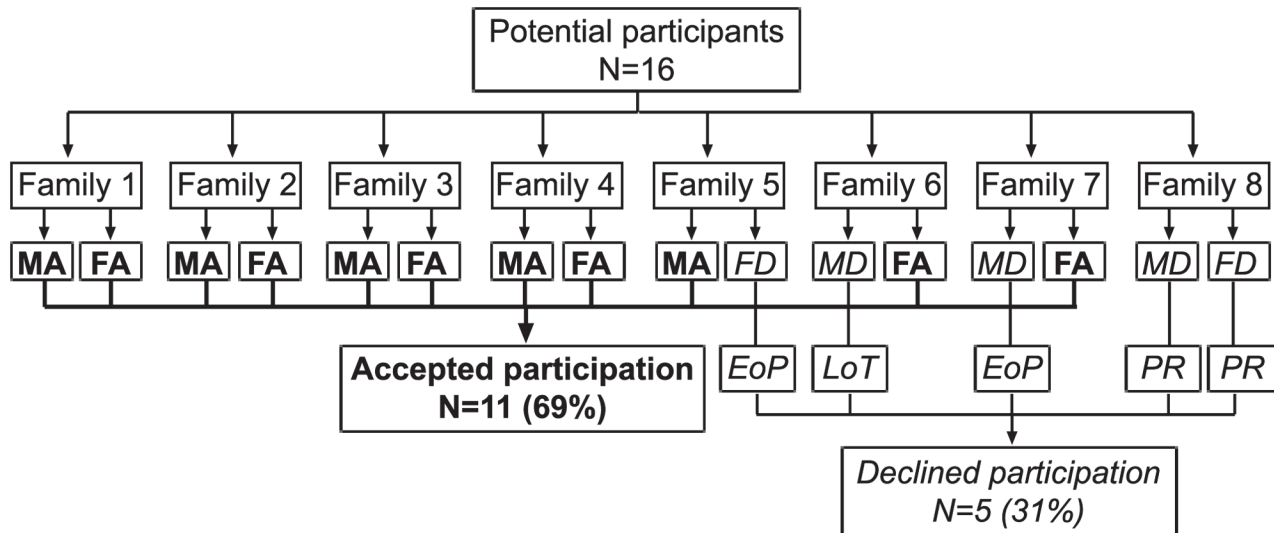 Potential participants
N=16
Family 1 Family 2 Family 3 Family 4 Family 5 Family 6 Family 7 Family 8
MA FA MA FA MA FA MA FA MA FD MD FA MD FA MD FD
Accepted participation
N=11 (69%)
EoP LoT EoP PR PR
Declined participation
N=5 (31%)